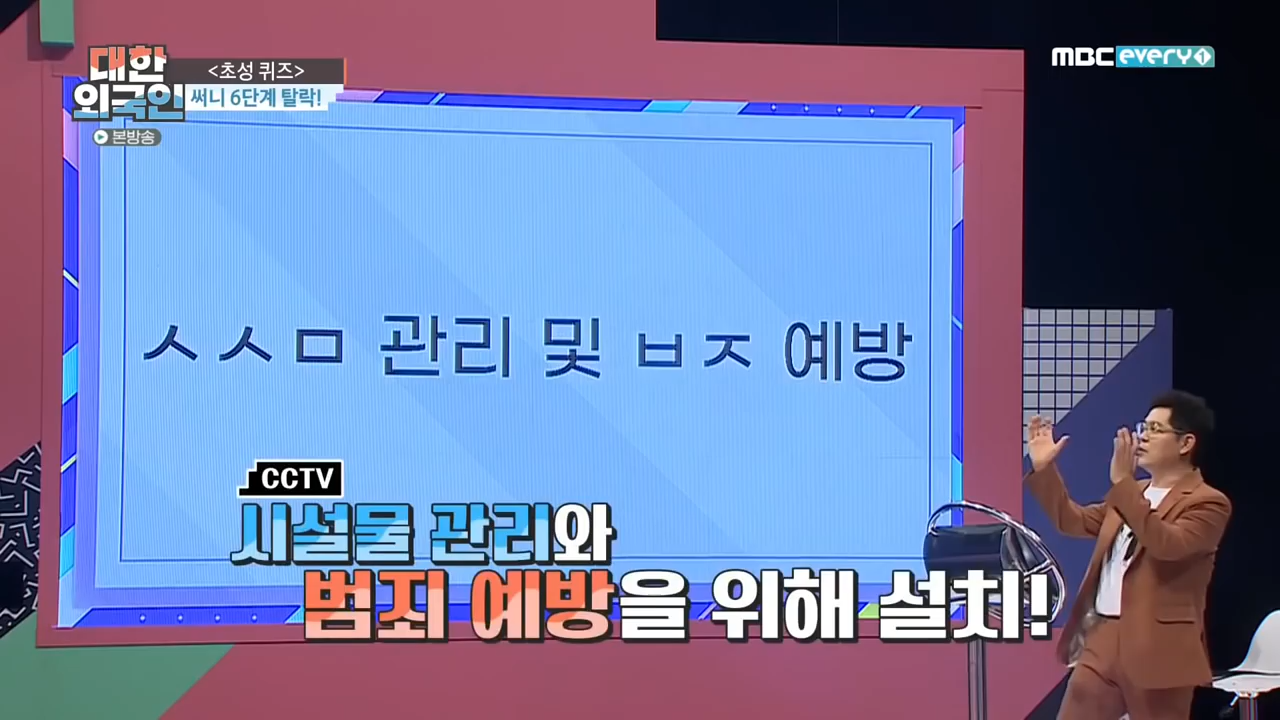 대한
외국인
본방송
<초성 퀴즈>
써니 6단계 탈락!
MBC every1
ㅅㅅㅁ 관리 및 ㅂㅈ 예방
CCTV
시설물 관리와
범죄 예방을 위해 설치!